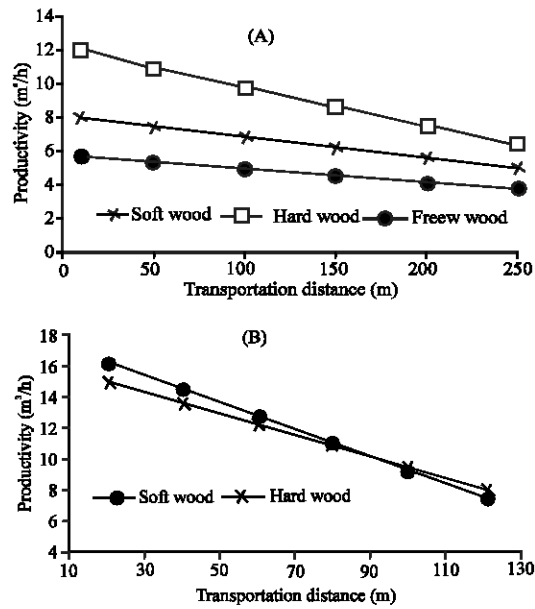 (A)
14
12
10
8
6
4
2
0
Productivity (m³/h)
Soft wood Hard wood Freew wood
0 50 100 150 200 250
Transportation distance (m)
(B)
18
16
14
12
10
8
6
4
Productivity (m³/h)
Soft wood Hard wood
10 30 50 70 90 110 130
Transportation distance (m)